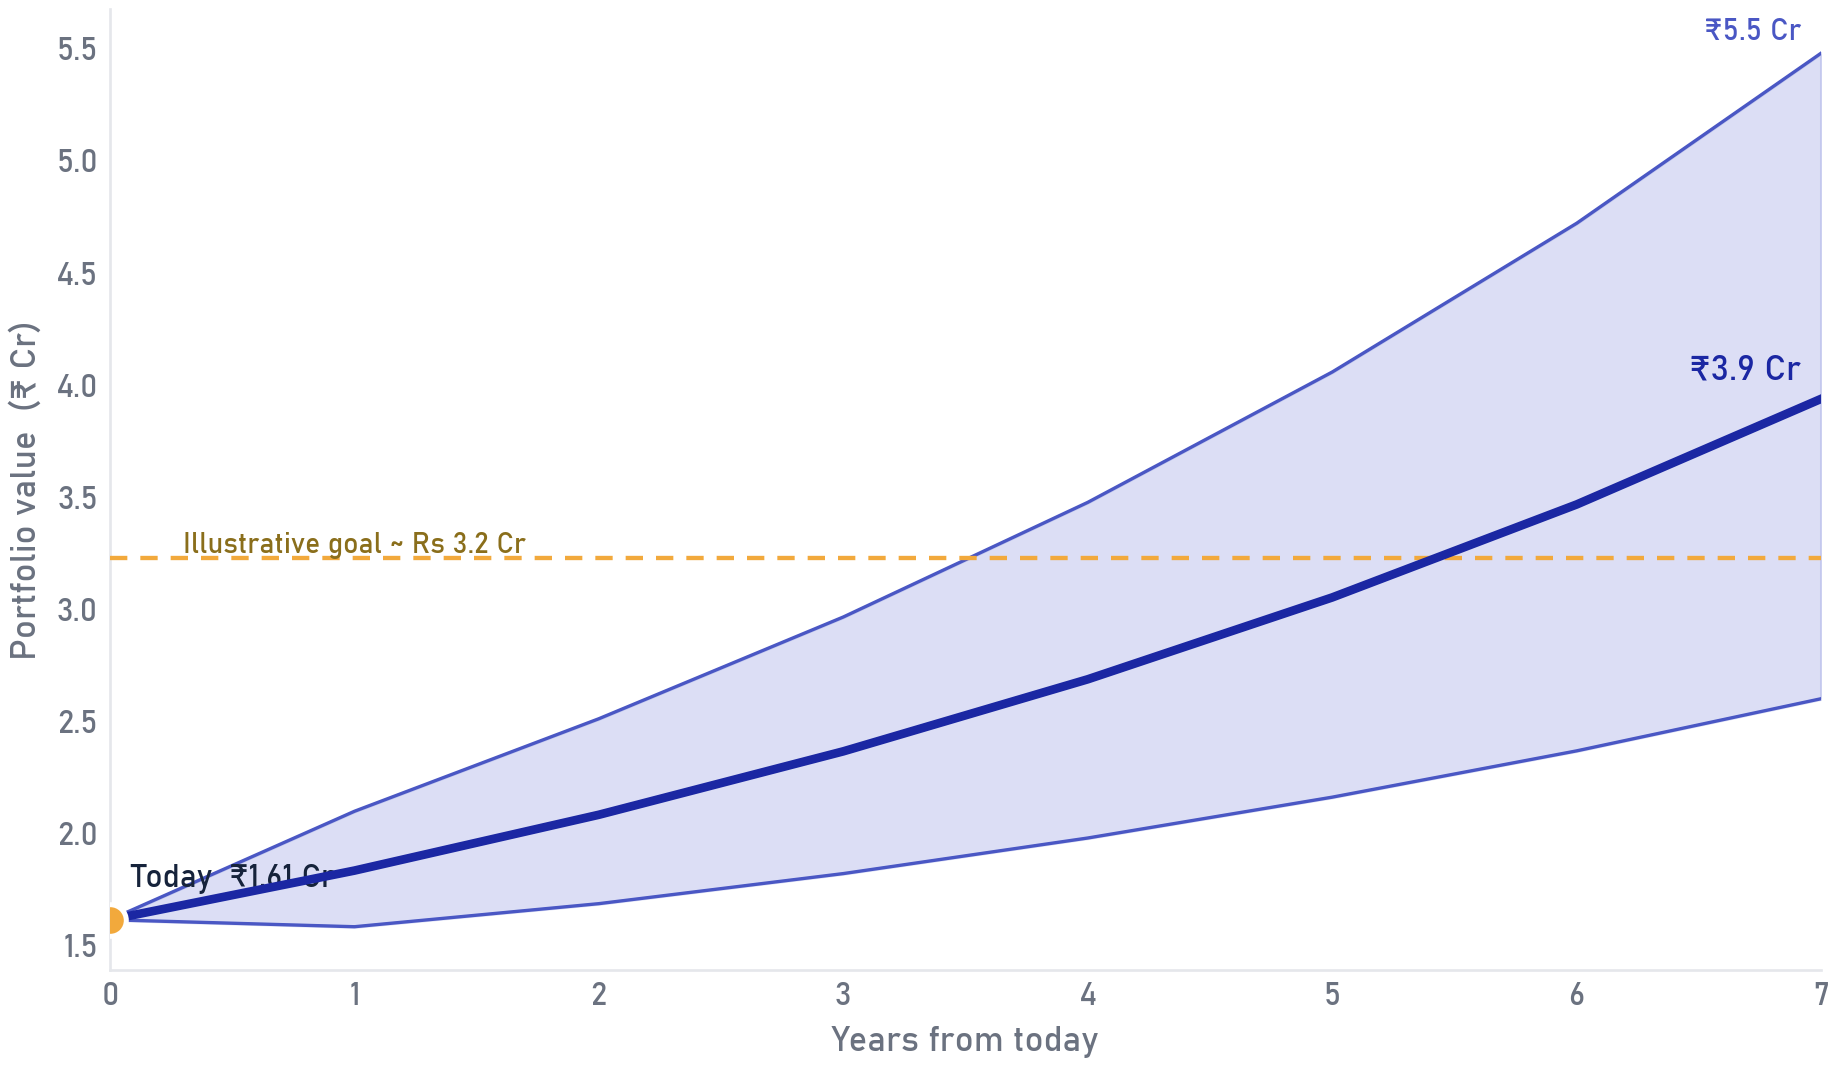 ₹5.5 Cr
5.5
5.0
4.5
4.0
3.5
3.0
2.5
2.0
1.5
Portfolio value (₹ Cr)
₹3.9 Cr
Illustrative goal ~ Rs 3.2 Cr
Today ₹1.61 Cr
0 1 2 3 4 5 6 7
Years from today